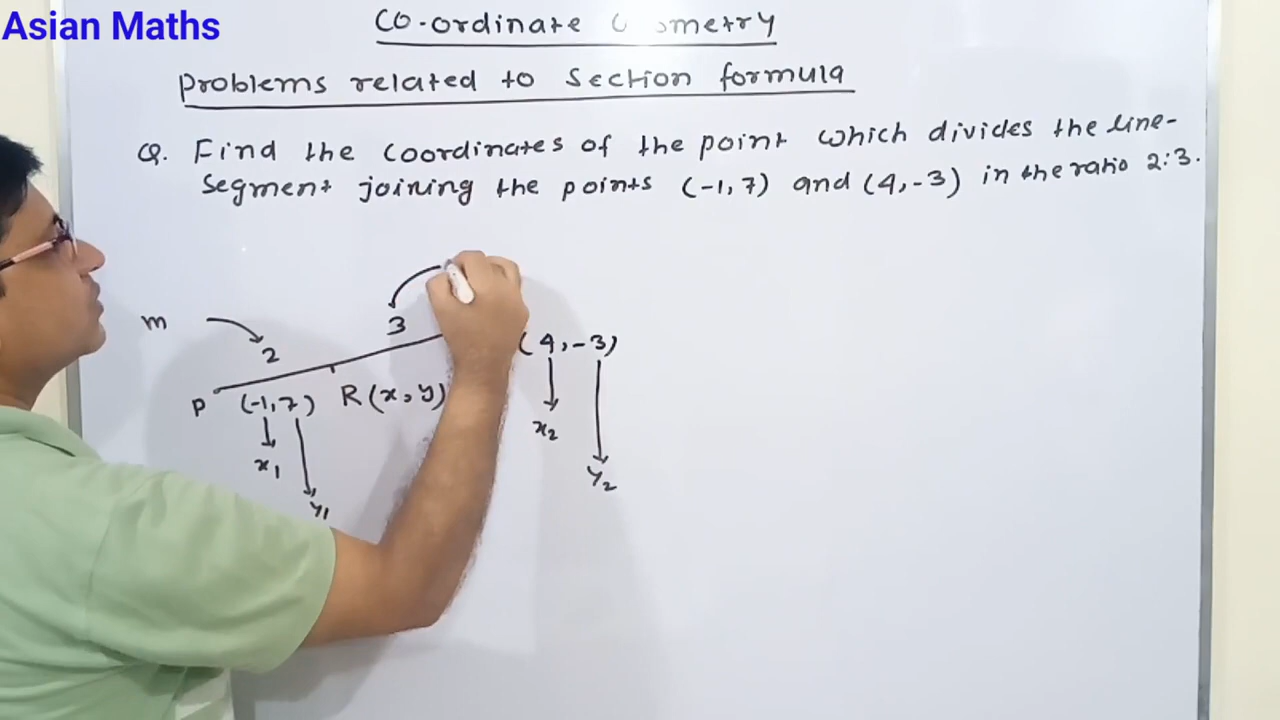 Asian Maths
Co-ordinate
Problems related to Section formula
Q. Find the coordinates of the point which divides the line-
segment joining the points (-1, 7) and (4, -3) in the ratio 2:3.
m
2
3
(4, -3)
P
(-1, 7)
R(x, y)
x2
x1
y2
y1